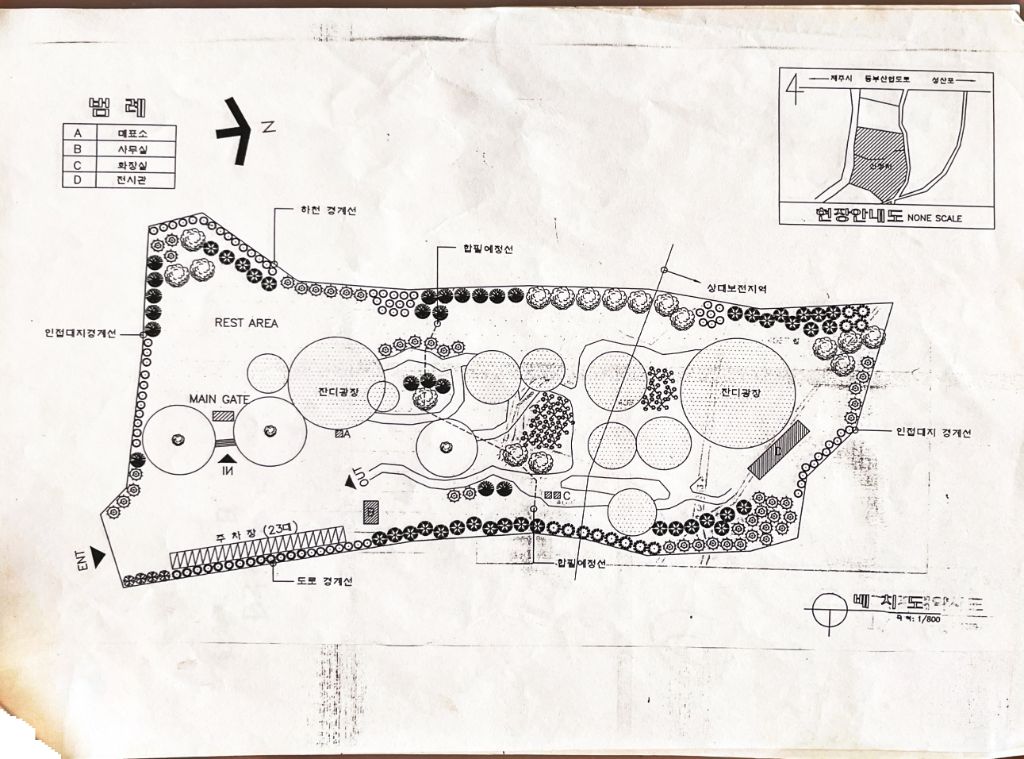 범 례
A 매표소
B 사무실
C 화장실
D 전시관
N
제주시 동부산업도로 성산포
현장안내도 NONE SCALE
하천 경계선
합필예정선
상대보전지역
인접대지경계선
REST AREA
MAIN GATE
잔디광장
잔디광장
A
IN
OUT
C
인접대지 경계선
주 차 장 (23대)
ENT
도로 경계선
합필예정선
배 치 도
1/800